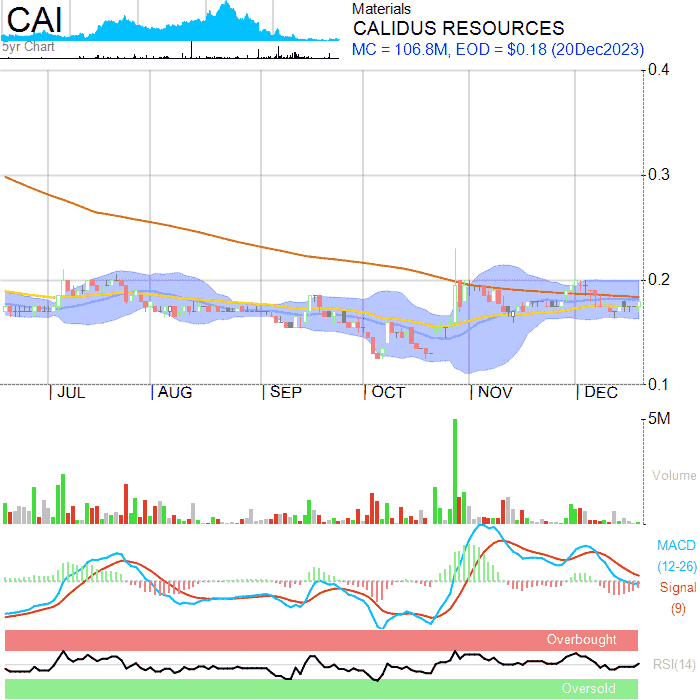 CAI
5yr Chart
Materials
CALIDUS RESOURCES
MC = 106.8M, EOD = $0.18 (20Dec2023)
0.4
0.3
0.2
0.1
JUL AUG SEP OCT NOV DEC
5M
Volume
MACD
(12-26)
Signal
(9)
Overbought
RSI(14)
Oversold